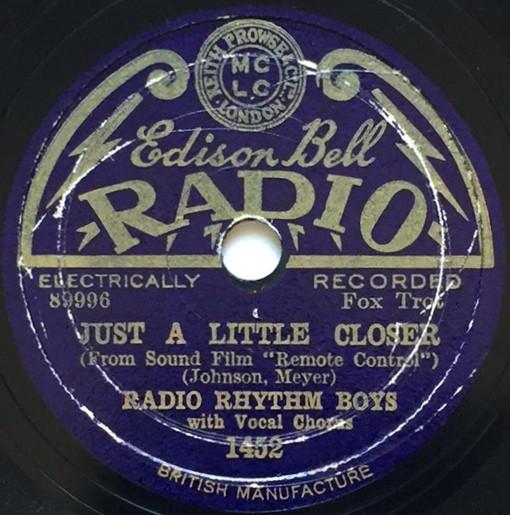 KEITH PROWSE & CO. LTD.
MC
LC
LONDON
Edison Bell
RADIO
ELECTRICALLY RECORDED
89996 Fox Trot
JUST A LITTLE CLOSER
(From Sound Film "Remote Control")
(Johnson, Meyer)
RADIO RHYTHM BOYS
with Vocal Chorus
1452
BRITISH MANUFACTURE